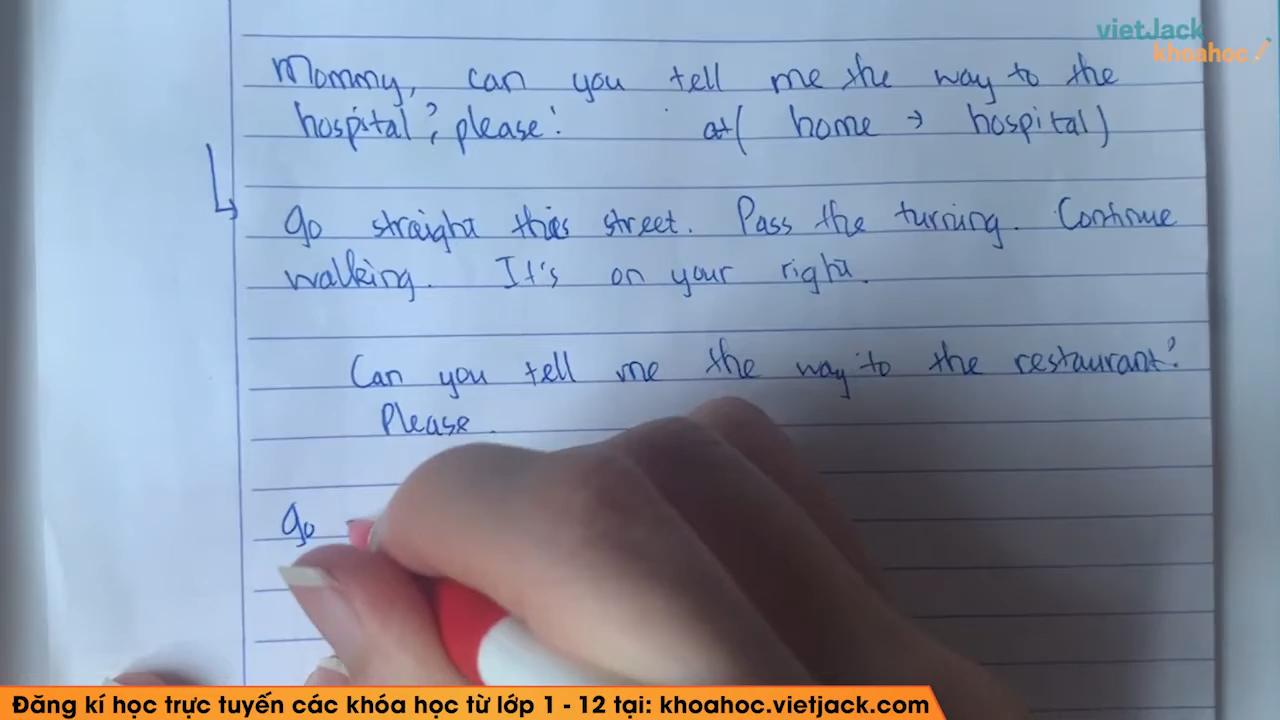 vietJack
khoahoc
Mommy, can you tell me the way to the
hospital?, please. at( home → hospital)
Go straight this street. Pass the turning. Continue
walking. It's on your right.
Can you tell me the way to the restaurant?
Please.
Go
Đăng kí học trực tuyến các khóa học từ lớp 1 - 12 tại: khoahoc.vietjack.com